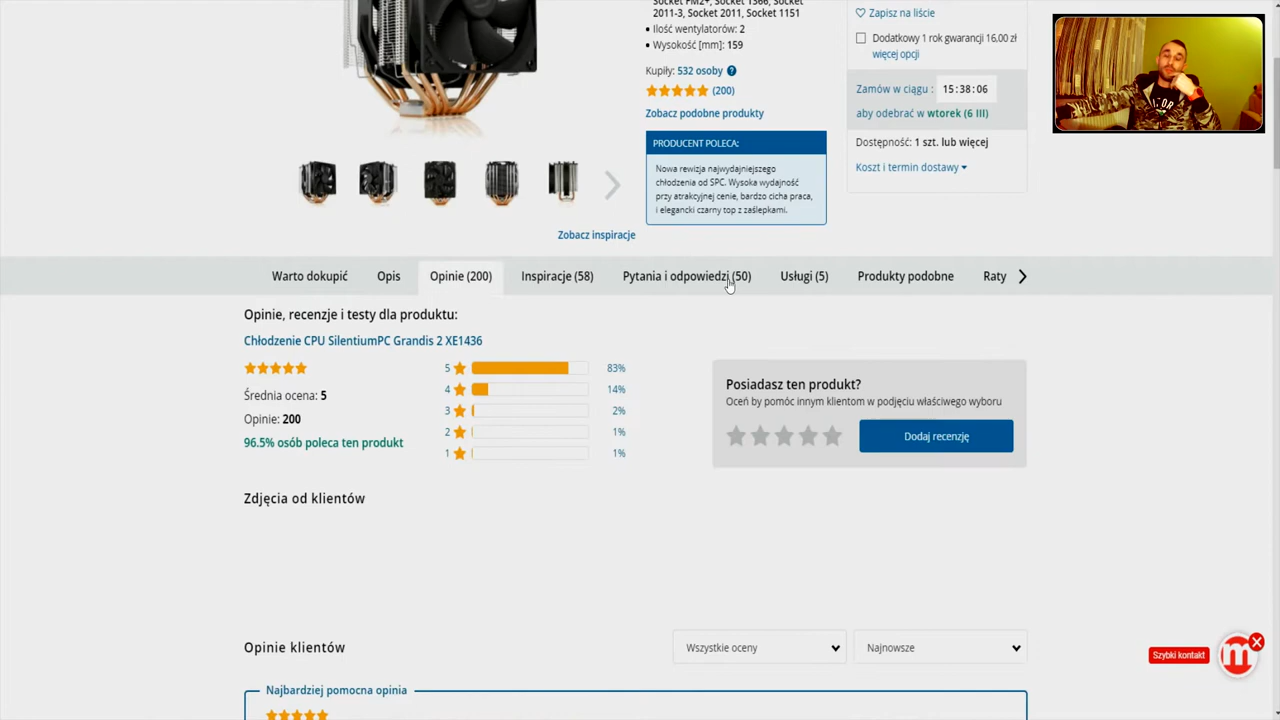 Socket FM2+, Socket 1366, Socket
2011-3, Socket 2011, Socket 1151
• Ilość wentylatorów: 2
• Wysokość [mm]: 159
Kupiły: 532 osoby ?
(200)
Zobacz podobne produkty
PRODUCENT POLECA:
Nowa rewizja najwydajniejszego
chłodzenia od SPC. Wysoka wydajność
przy atrakcyjnej cenie, bardzo cicha praca,
i elegancki czarny top z zaślepkami.
Zapisz na liście
Dodatkowy 1 rok gwarancji 16,00 zł
więcej opcji
Zamów w ciągu : 15:38:06
aby odebrać w wtorek (6 III)
Dostępność: 1 szt. lub więcej
Koszt i termin dostawy
Zobacz inspiracje
Warto dokupić Opis Opinie (200) Inspiracje (58) Pytania i odpowiedzi (50) Usługi (5) Produkty podobne Raty
Opinie, recenzje i testy dla produktu:
Chłodzenie CPU SilentiumPC Grandis 2 XE1436
Średnia ocena: 5
Opinie: 200
96.5% osób poleca ten produkt
5 83%
4 14%
3 2%
2 1%
1 1%
Posiadasz ten produkt?
Oceń by pomóc innym klientom w podjęciu właściwego wyboru
Dodaj recenzję
Zdjęcia od klientów
Opinie klientów
Wszystkie oceny
Najnowsze
Szybki kontakt
m
Najbardziej pomocna opinia